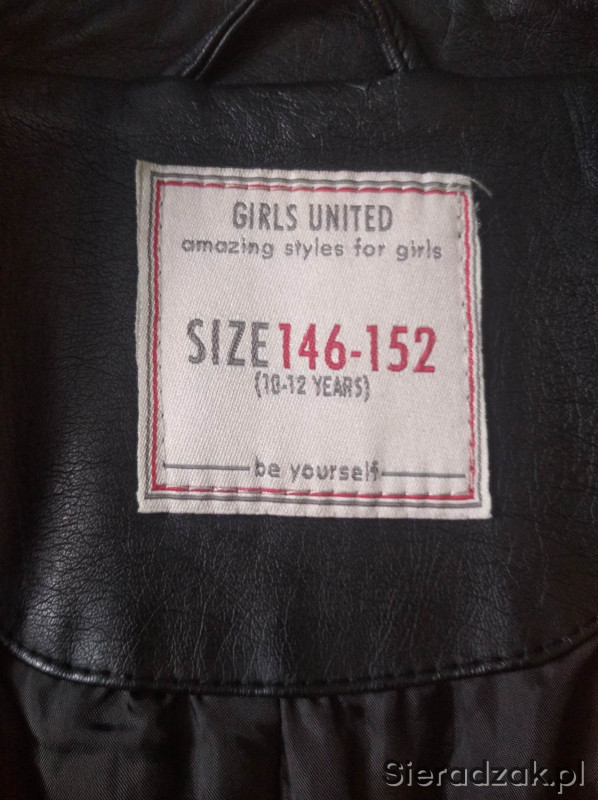 GIRLS UNITED
amazing styles for girls
SIZE 146-152
(10-12 YEARS)
be yourself
Sieradzak.pl